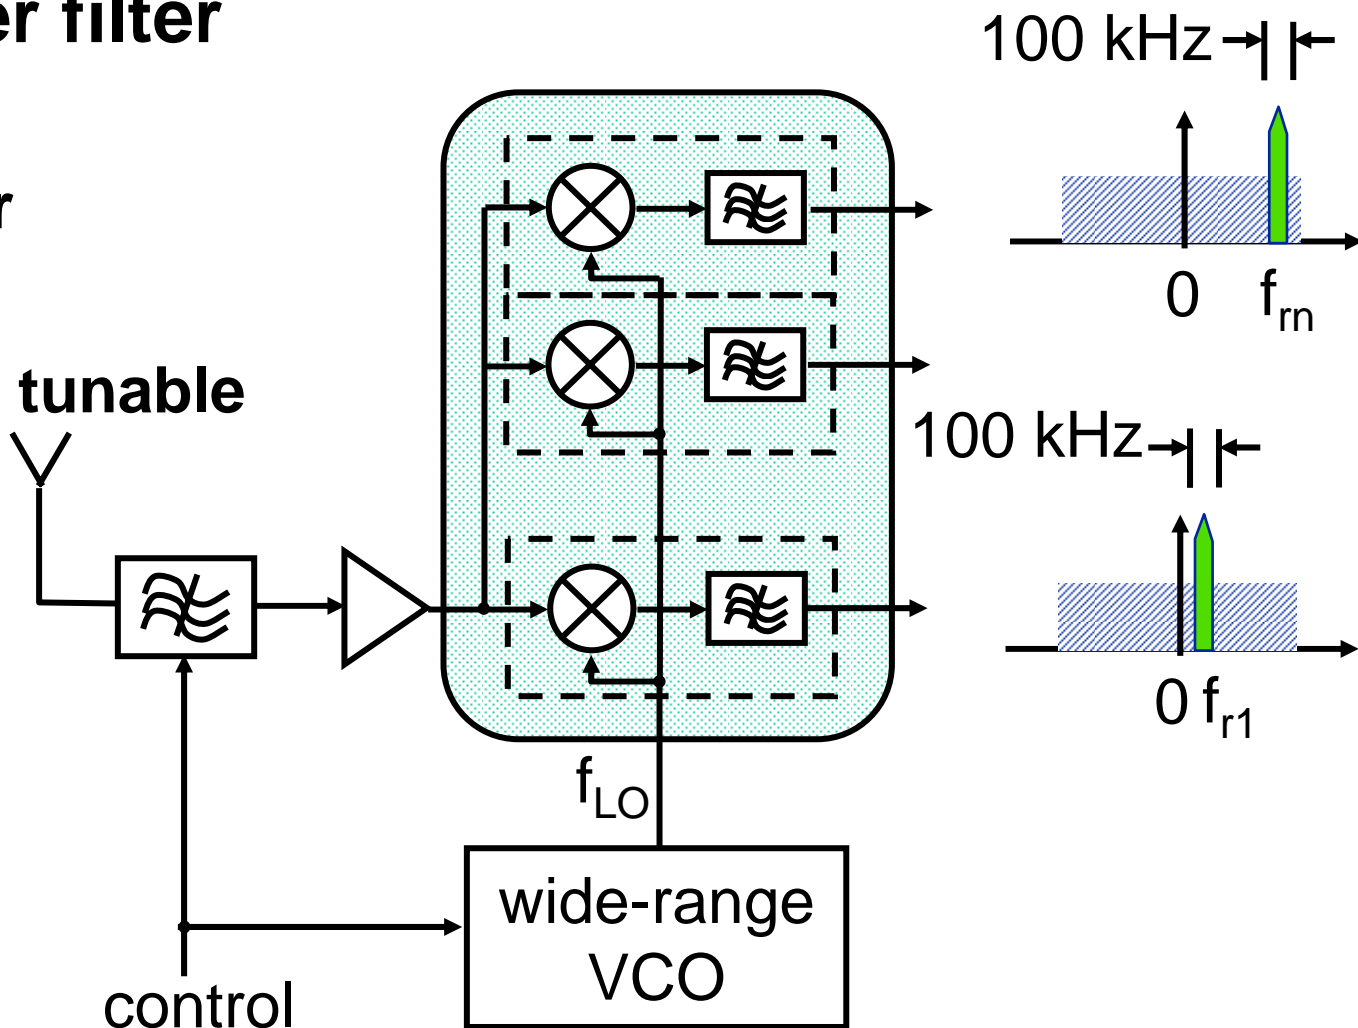 er filter
r
100 kHz
0 f_rn
tunable
100 kHz
0 f_r1
f_LO
wide-range
VCO
control